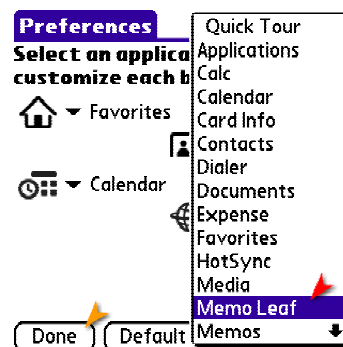 Preferences
Select an applica
customize each b
Favorites
Calendar
Done
Default
Quick Tour
Applications
Calc
Calendar
Card Info
Contacts
Dialer
Documents
Expense
Favorites
HotSync
Media
Memo Leaf
Memos